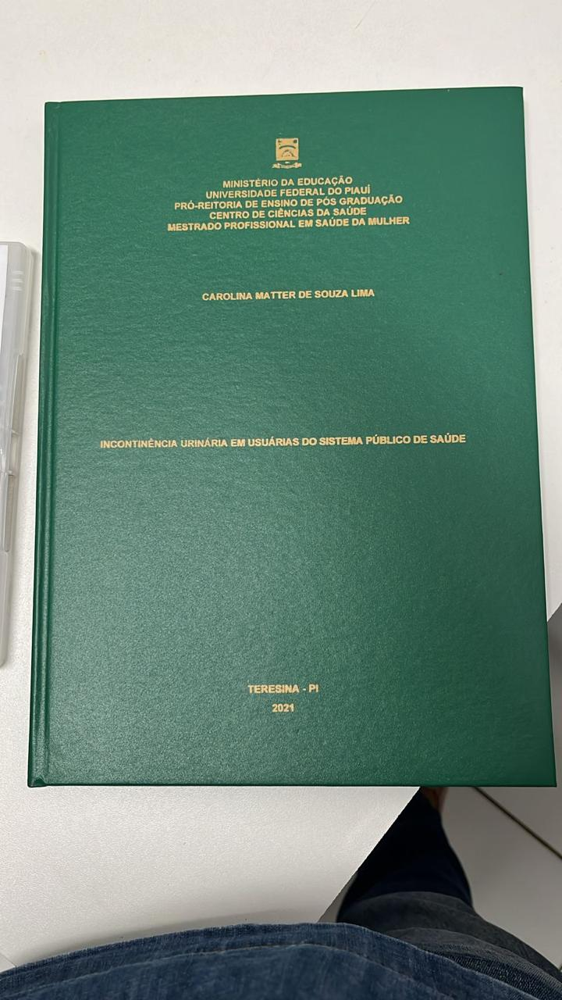 MINISTÉRIO DA EDUCAÇÃO
UNIVERSIDADE FEDERAL DO PIAUÍ
PRÓ-REITORIA DE ENSINO DE PÓS GRADUAÇÃO
CENTRO DE CIÊNCIAS DA SAÚDE
MESTRADO PROFISSIONAL EM SAÚDE DA MULHER
CAROLINA MATTER DE SOUZA LIMA
INCONTINÊNCIA URINÁRIA EM USUÁRIAS DO SISTEMA PÚBLICO DE SAÚDE
TERESINA - PI
2021